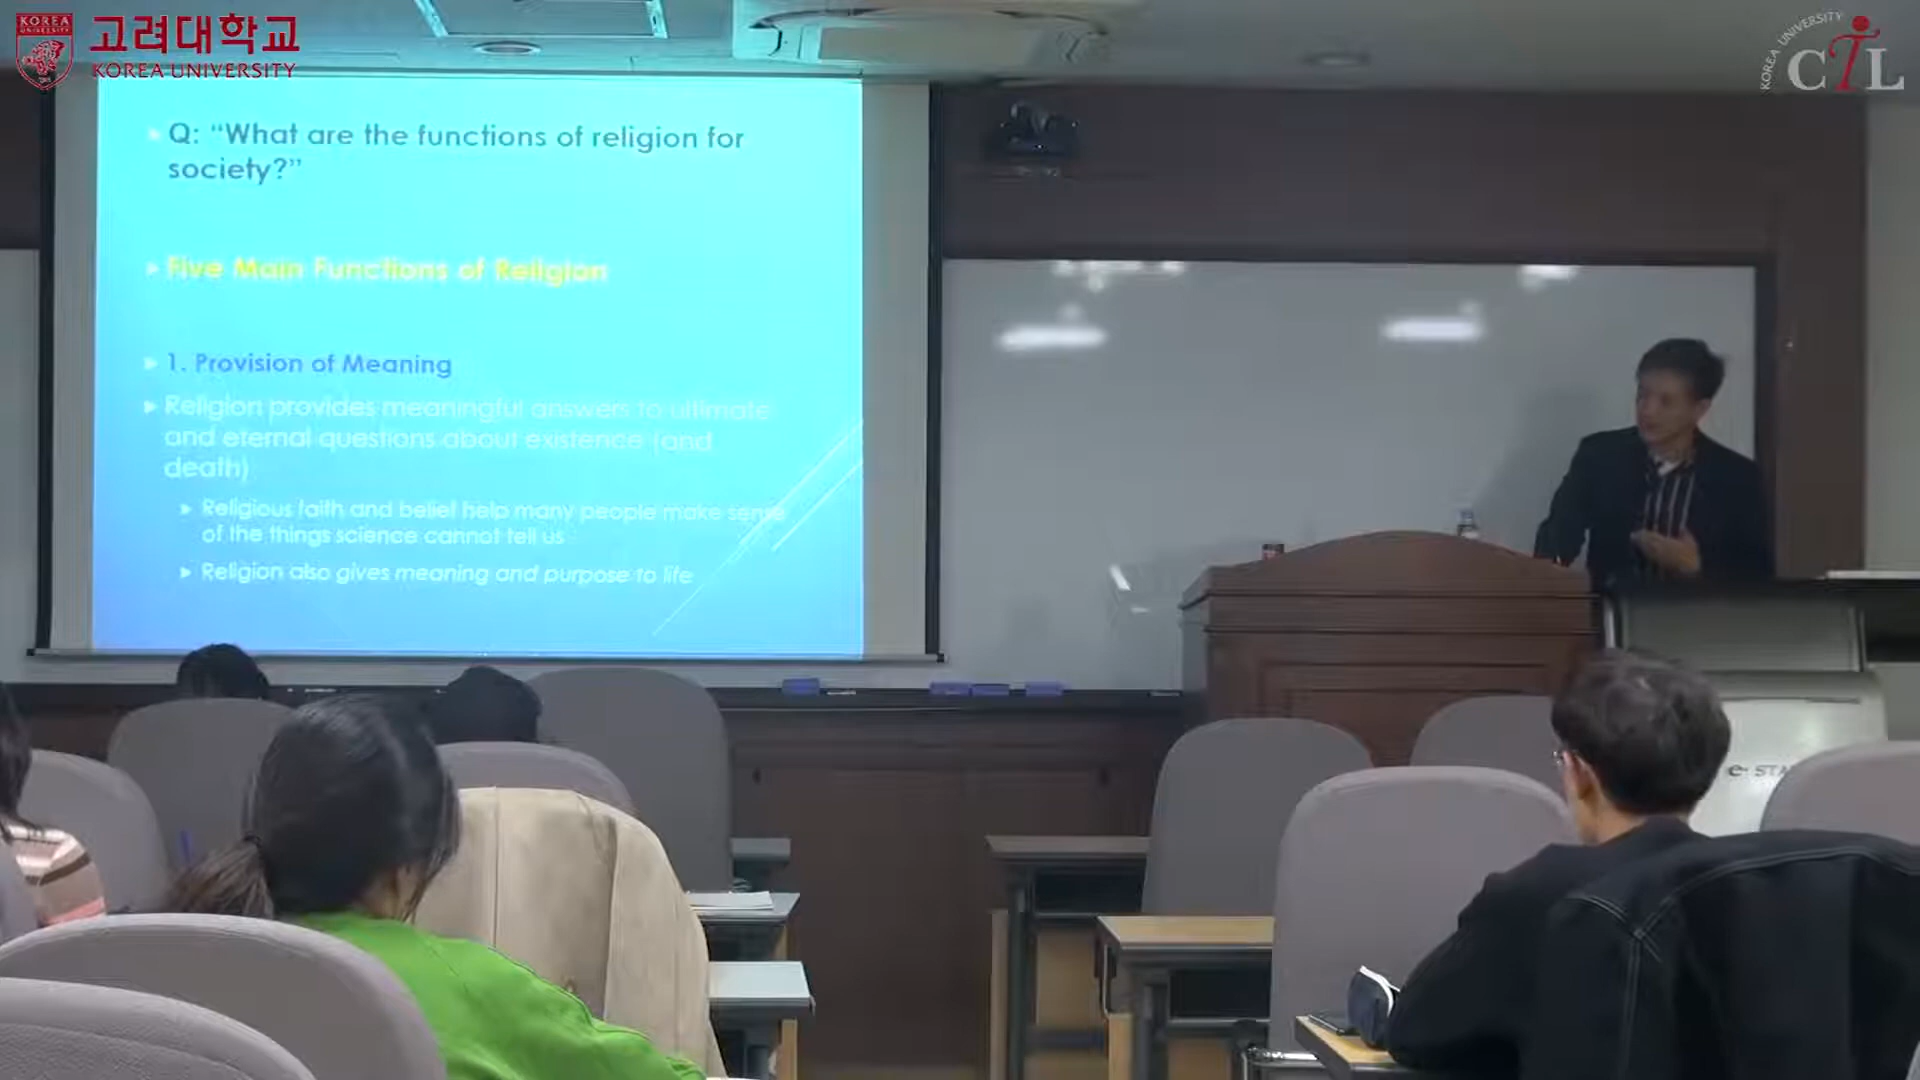 KOREA
UNIVERSITY
고려대학교
KOREA UNIVERSITY
KOREA UNIVERSITY
CTL
Q: “What are the functions of religion for
society?”
Five Main Functions of Religion
1. Provision of Meaning
Religion provides meaningful answers to ultimate
and eternal questions about existence (and
death)
Religious faith and belief help many people make sense
of the things science cannot tell us
Religion also gives meaning and purpose to life
e-STA